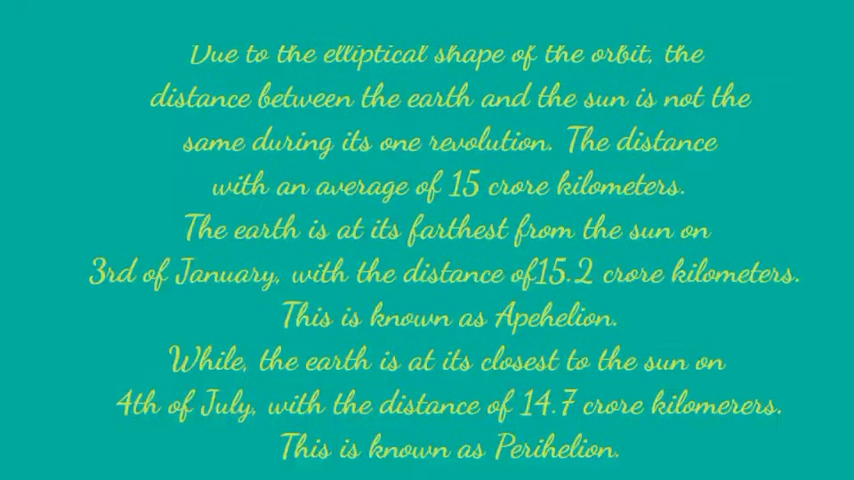 Due to the elliptical shape of the orbit, the
distance between the earth and the sun is not the
same during its one revolution. The distance
with an average of 15 crore kilometers.
The earth is at its farthest from the sun on
3rd of January, with the distance of15.2 crore kilometers.
This is known as Apehelion.
While, the earth is at its closest to the sun on
4th of July, with the distance of 14.7 crore kilomerers.
This is known as Perihelion.